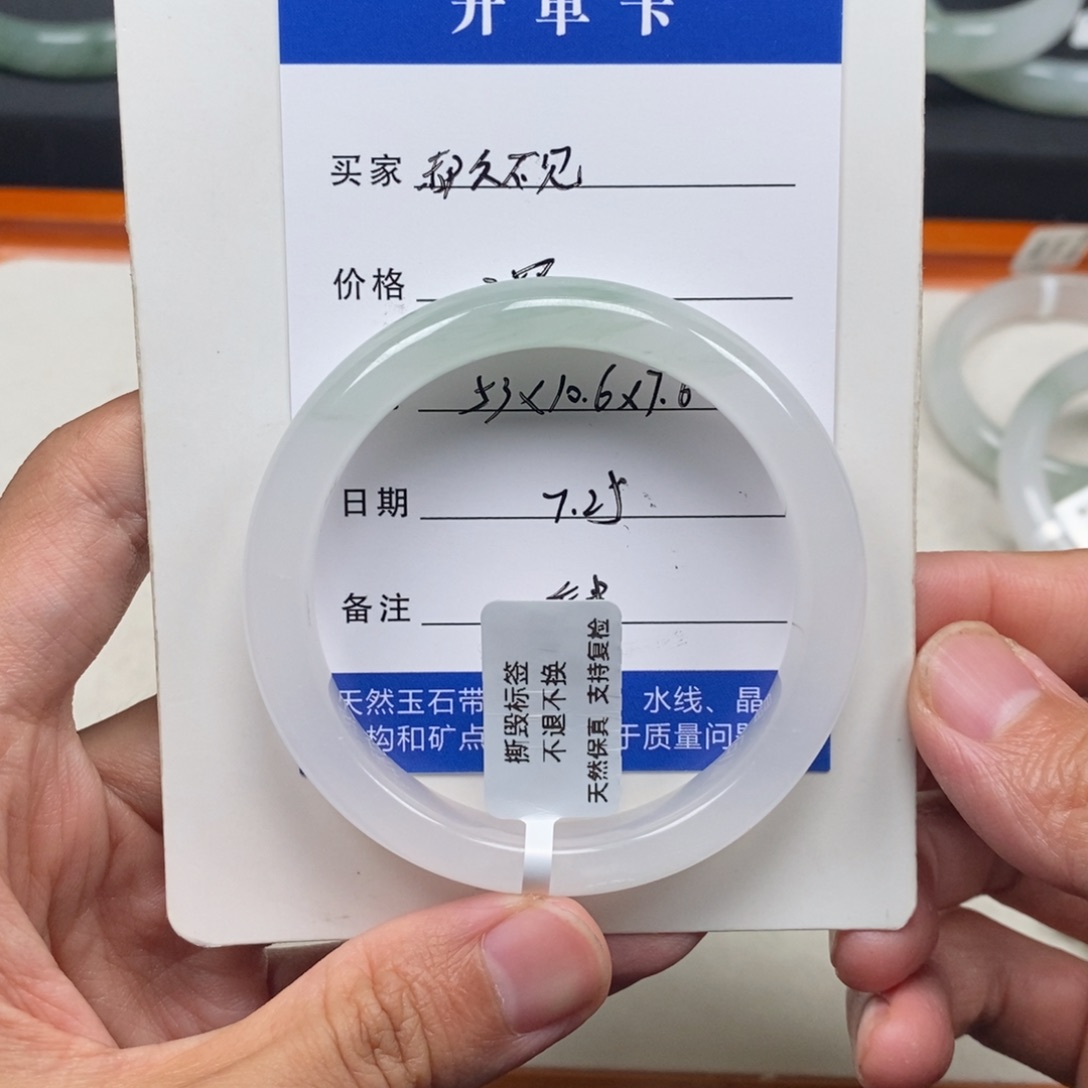 开单卡
买家 久不见
价格
53×10.6×7.8
日期 7.25
备注
天然玉石带 水线、晶
构和矿点 于质量问题
撕毁标签
不退不换
天然保真 支持复检